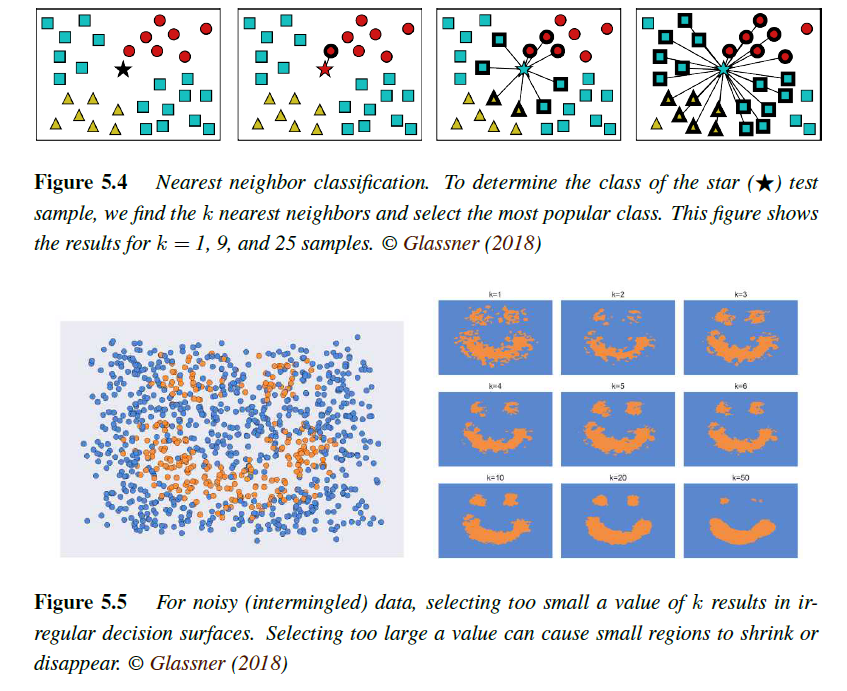 Figure 5.4 Nearest neighbor classification. To determine the class of the star (★) test
sample, we find the k nearest neighbors and select the most popular class. This figure shows
the results for k = 1, 9, and 25 samples. © Glassner (2018)
k=1 k=2 k=3
k=4 k=5 k=6
k=10 k=20 k=50
Figure 5.5 For noisy (intermingled) data, selecting too small a value of k results in ir-
regular decision surfaces. Selecting too large a value can cause small regions to shrink or
disappear. © Glassner (2018)